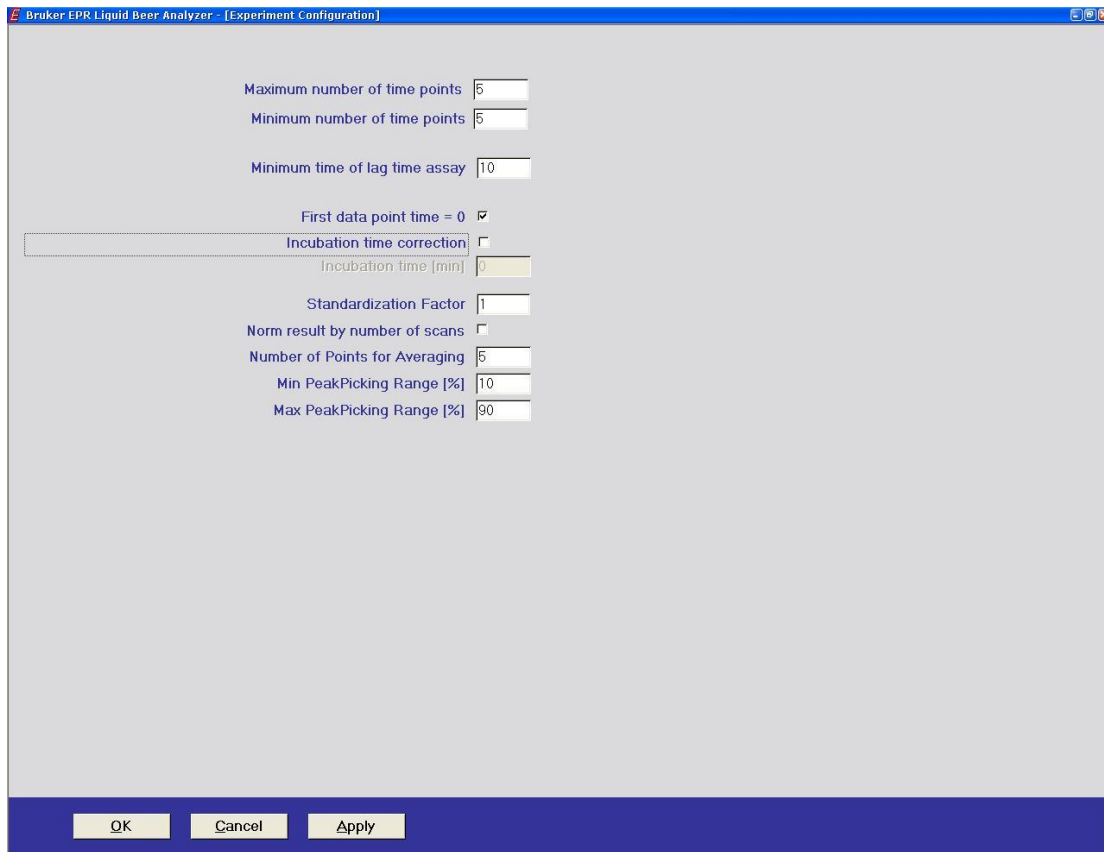 E Bruker EPR Liquid Beer Analyzer - [Experiment Configuration]
Maximum number of time points 5
Minimum number of time points 5
Minimum time of lag time assay 10
First data point time = 0
Incubation time correction
Incubation time [min] 0
Standardization Factor 1
Norm result by number of scans
Number of Points for Averaging 5
Min PeakPicking Range [%] 10
Max PeakPicking Range [%] 90
OK Cancel Apply